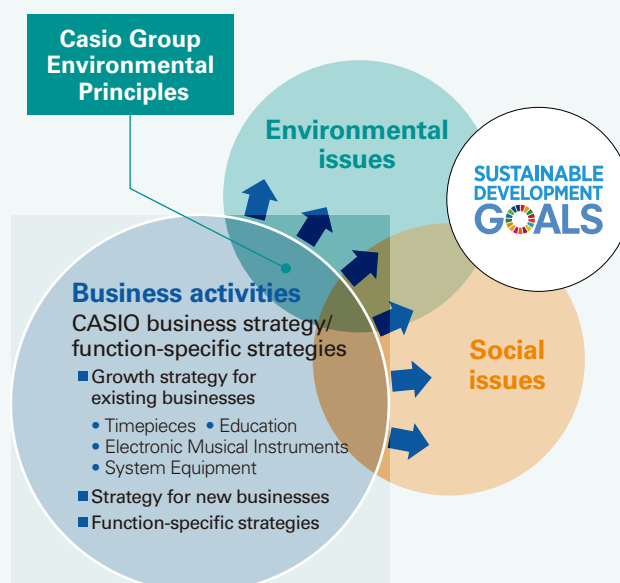 Casio Group
Environmental
Principles
Environmental
issues
SUSTAINABLE
DEVELOPMENT
GOALS
Business activities
CASIO business strategy/
function-specific strategies
■ Growth strategy for
existing businesses
• Timepieces • Education
• Electronic Musical Instruments
• System Equipment
■ Strategy for new businesses
■ Function-specific strategies
Social
issues